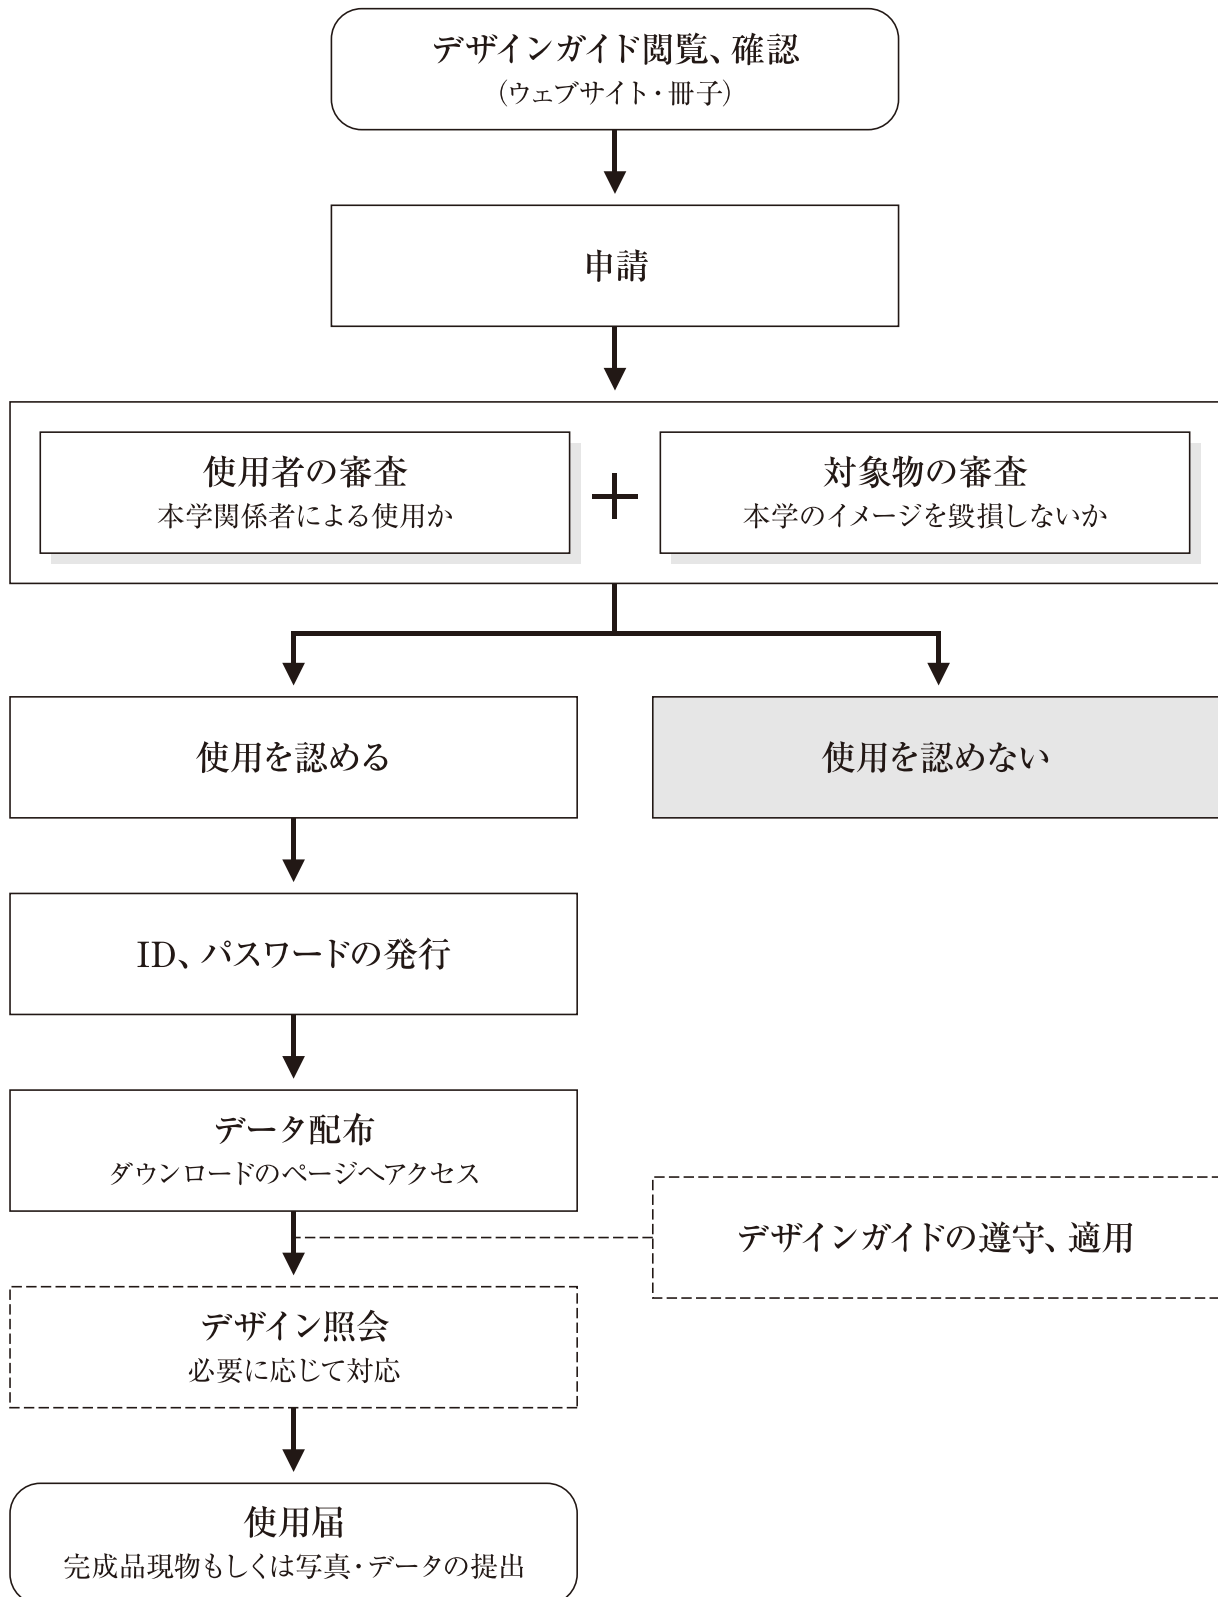 デザインガイド閲覧、確認
（ウェブサイト・冊子）
申請
使用者の審査
本学関係者による使用か
対象物の審査
本学のイメージを毀損しないか
使用を認める
使用を認めない
ID、パスワードの発行
データ配布
ダウンロードのページへアクセス
デザインガイドの遵守、適用
デザイン照会
必要に応じて対応
使用届
完成品現物もしくは写真・データの提出